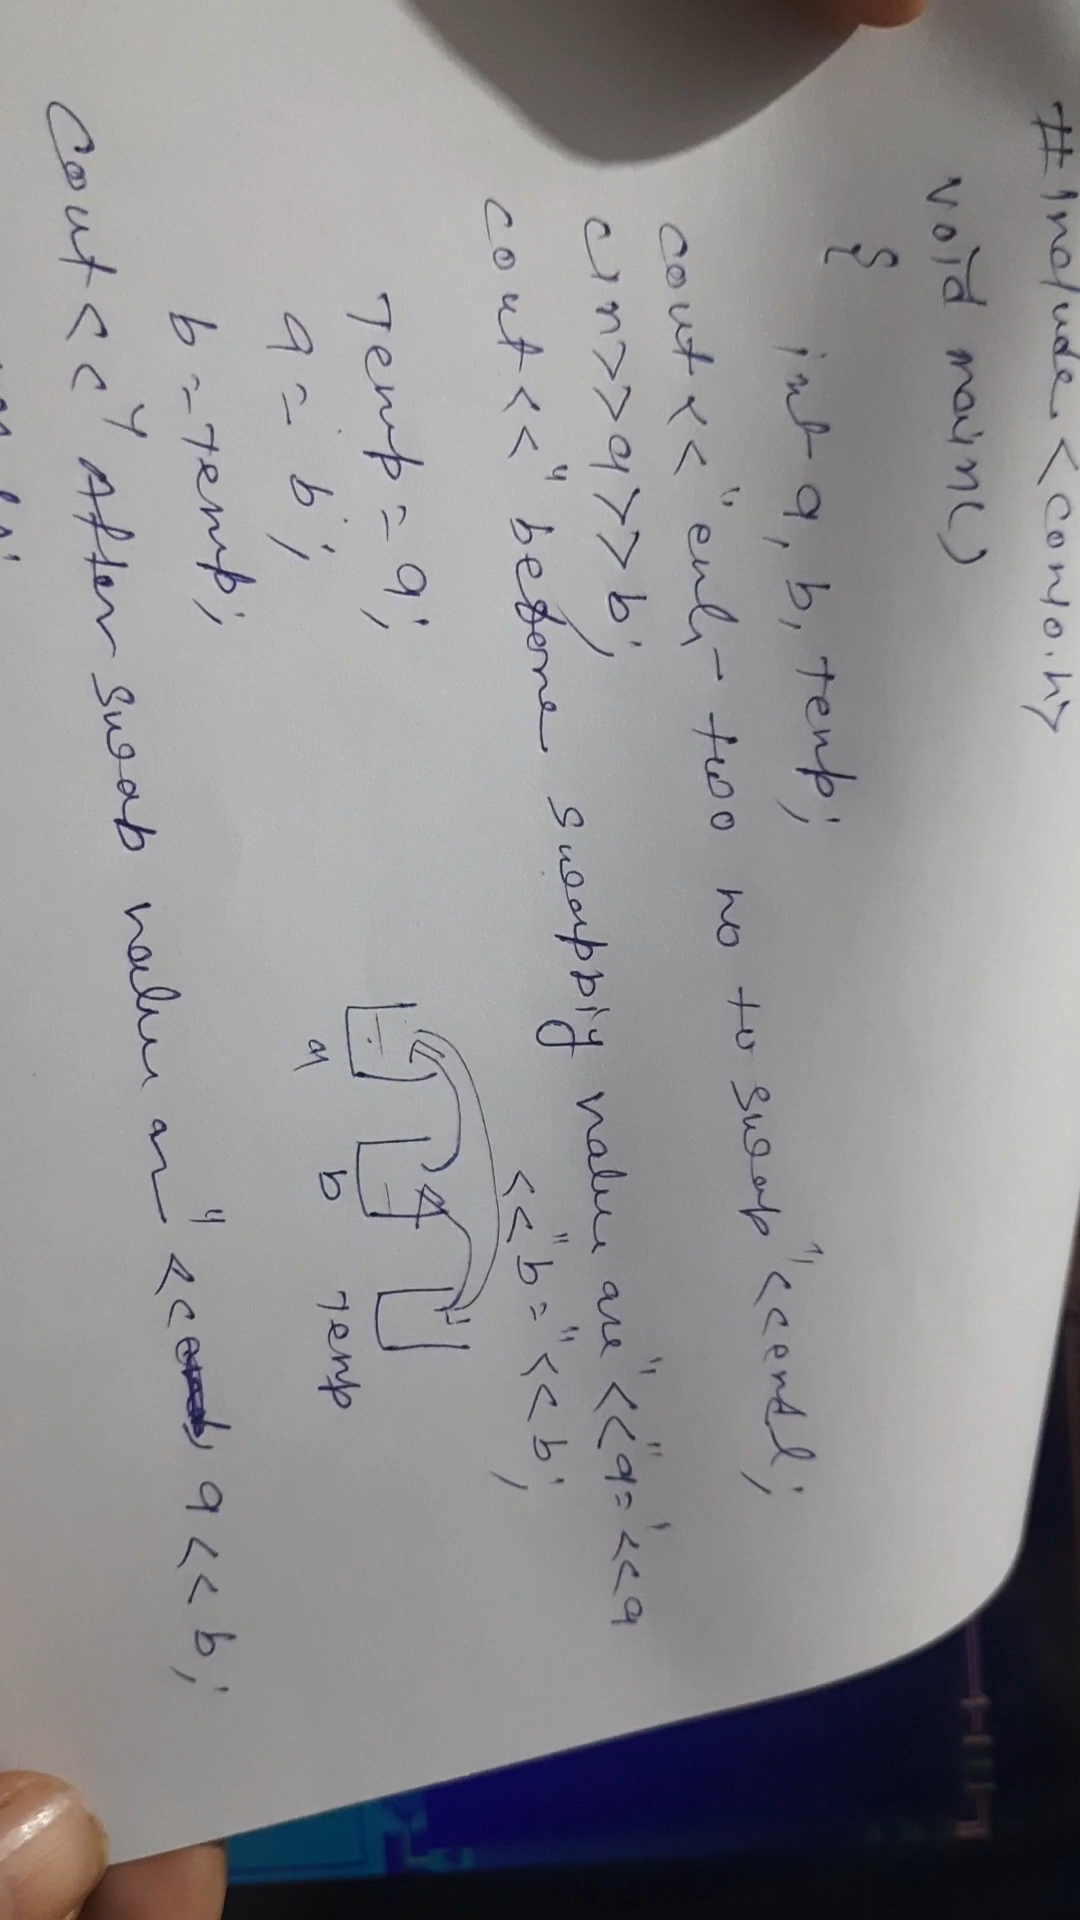 #include <conio.h>
void main()
{
int a, b, temp;
cout << "enter two no to swap" << endl;
cin >> a >> b;
cout << "before swapping value are" << "a=" << a
<< "b=" << b;
temp = a;
a = b;
b = temp;
a b temp
cout << "After swap value are" << a << b;